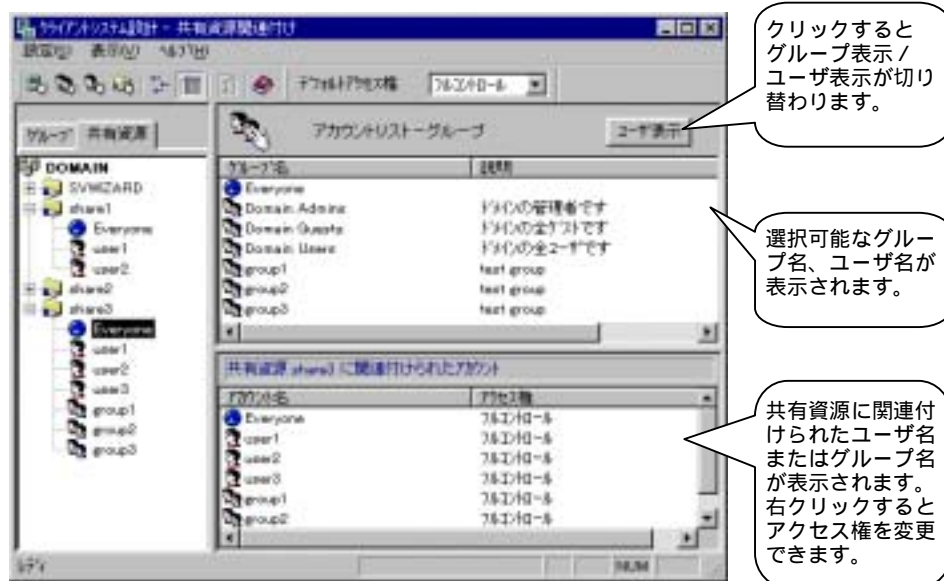 クライアントシステム設計 - 共有資源関連付け
設定(S) 表示(V) ヘルプ(H)
デフォルトアクセス権 フルコントロール
グループ 共有資源
アカウントリスト-グループ
ユーザ表示
DOMAIN
SVWIZARD
share1
Everyone
user1
user2
share2
share3
Everyone
user1
user2
user3
group1
group2
group3
グループ名 説明
Everyone
Domain Admins ドメインの管理者です
Domain Guests ドメインの全ゲストです
Domain Users ドメインの全ユーザです
group1 test group
group2 test group
group3 test group
共有資源 share3 に関連付けられたアカウント
アカウント名 アクセス権
Everyone フルコントロール
user1 フルコントロール
user2 フルコントロール
user3 フルコントロール
group1 フルコントロール
group2 フルコントロール
レディ
NUM
クリックすると
グループ表示/
ユーザ表示が切り
替わります。
選択可能なグルー
プ名、ユーザ名が
表示されます。
共有資源に関連付
けられたユーザ名
またはグループ名
が表示されます。
右クリックすると
アクセス権を変更
できます。